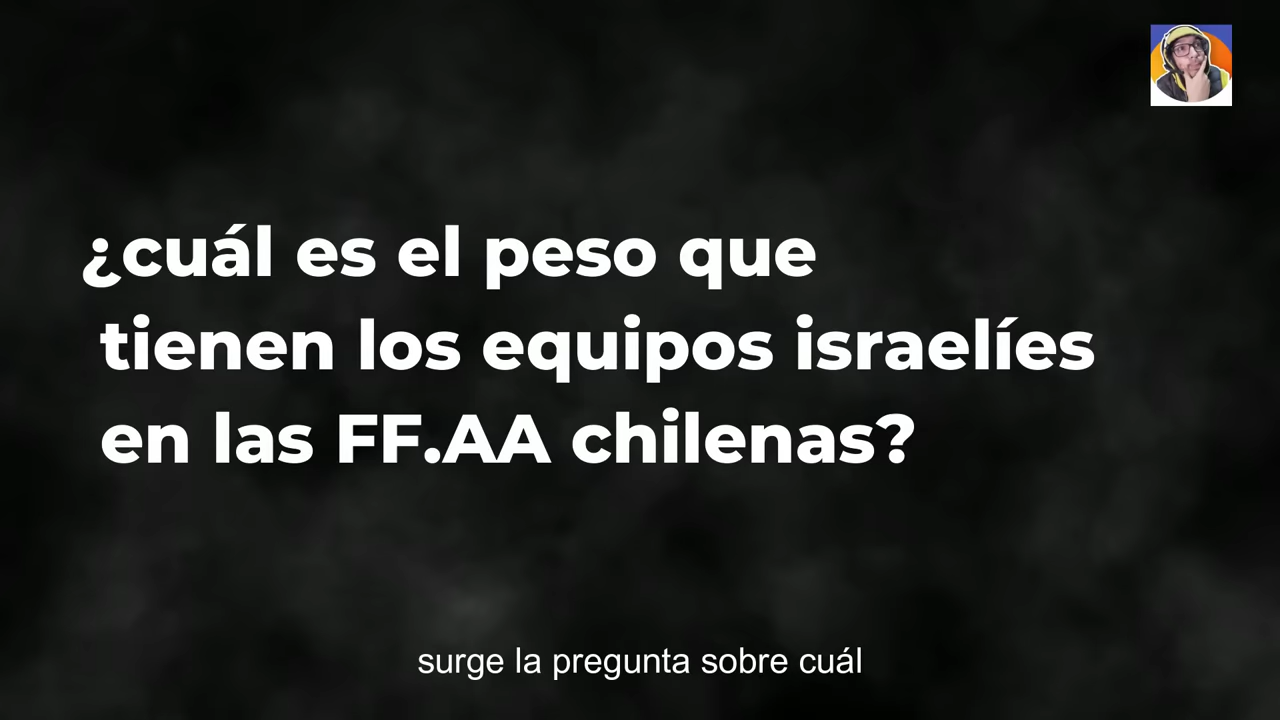 ¿cuál es el peso que
tienen los equipos israelíes
en las FF.AA chilenas?
surge la pregunta sobre cuál